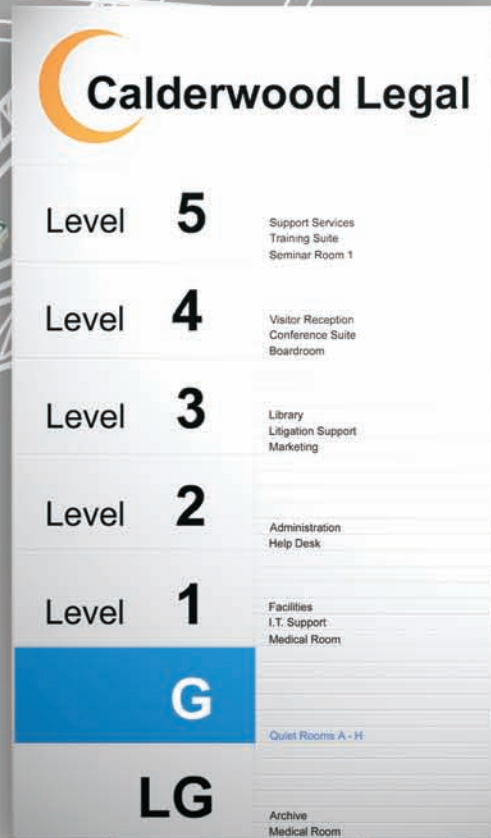 Calderwood Legal
Level 5
Support Services
Training Suite
Seminar Room 1
Level 4
Visitor Reception
Conference Suite
Boardroom
Level 3
Library
Litigation Support
Marketing
Level 2
Administration
Help Desk
Level 1
Facilities
I.T. Support
Medical Room
G
Quiet Rooms A - H
LG
Archive
Medical Room